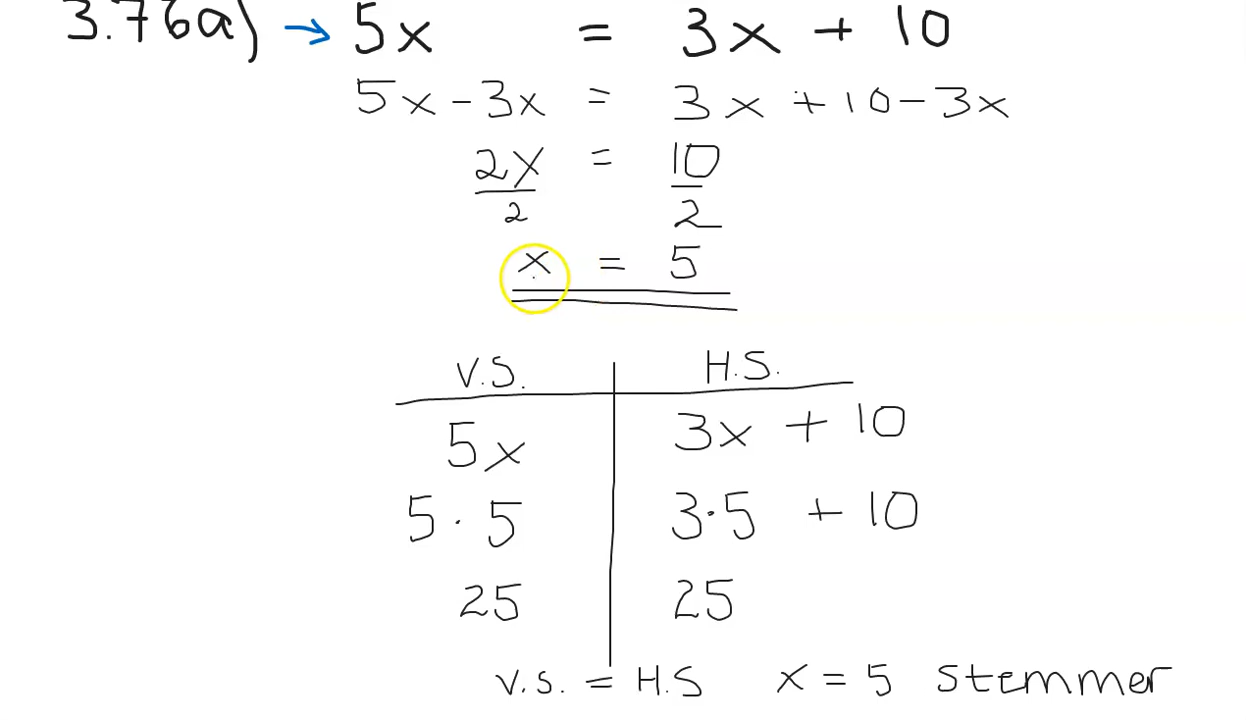 3.76a) → 5x = 3x + 10
5x - 3x = 3x + 10 - 3x
2x = 10
2 2
x = 5
V.S. H.S.
5x 3x + 10
5 · 5 3·5 + 10
25 25
V.S. = H.S x = 5 stemmer